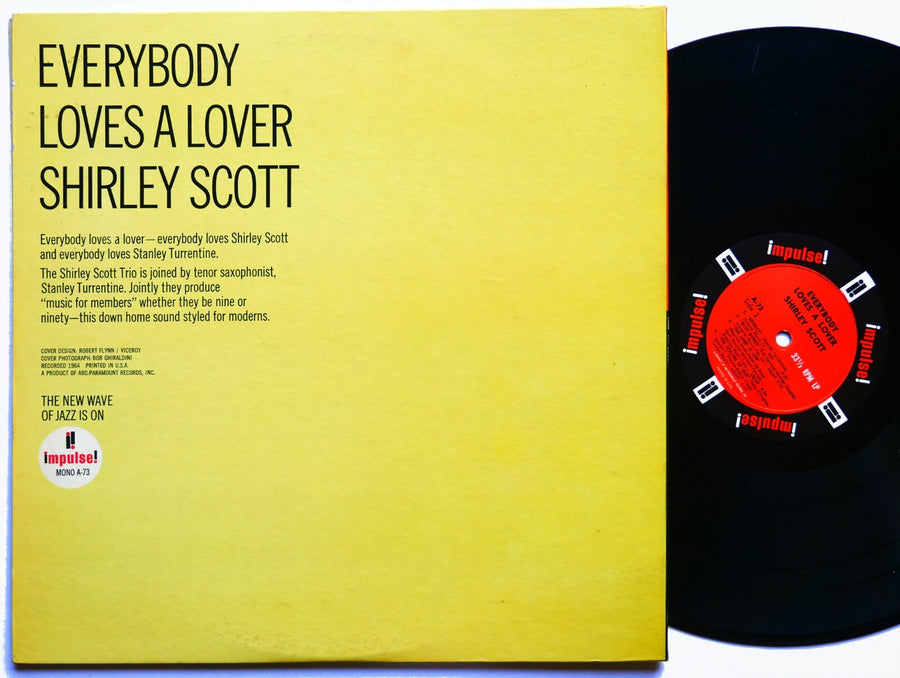 EVERYBODY
LOVES A LOVER
SHIRLEY SCOTT
Everybody loves a lover—everybody loves Shirley Scott
and everybody loves Stanley Turrentine.
The Shirley Scott Trio is joined by tenor saxophonist,
Stanley Turrentine. Jointly they produce
“music for members” whether they be nine or
ninety—this down home sound styled for moderns.
COVER DESIGN: ROBERT FLYNN / VICEROY
COVER PHOTOGRAPH: BOB GHIRALDINI
RECORDED 1964 PRINTED IN U.S.A.
A PRODUCT OF ABC-PARAMOUNT RECORDS, INC.
THE NEW WAVE
OF JAZZ IS ON
i!
impulse!
MONO A-73
impulse!
i!
impulse!
i!
impulse!
i!
impulse!
i!
EVERYBODY
LOVES A LOVER
SHIRLEY SCOTT
A-73
Side 2
33⅓ RPM LP